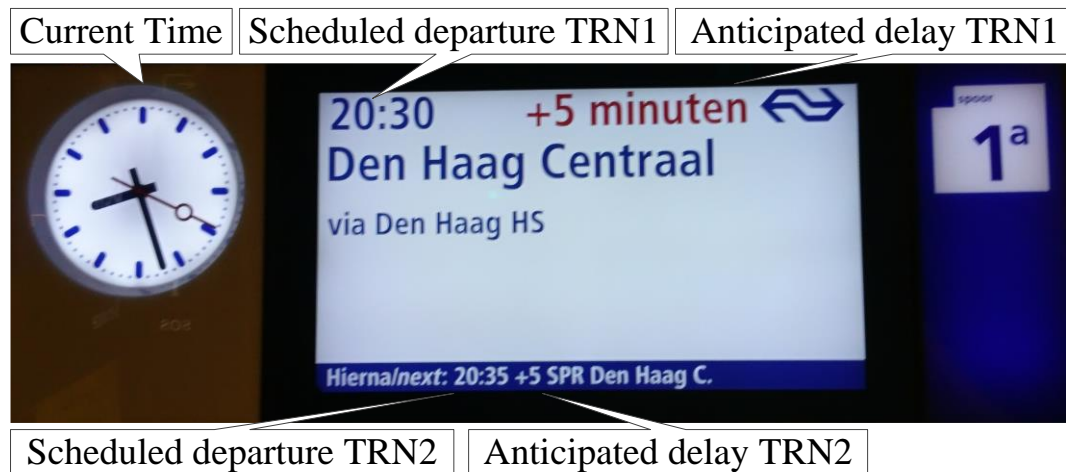 Current Time
Scheduled departure TRN1
Anticipated delay TRN1
20:30 +5 minuten
Den Haag Centraal
via Den Haag HS
spoor
1a
SOS
Hierna/next: 20:35 +5 SPR Den Haag C.
Scheduled departure TRN2
Anticipated delay TRN2